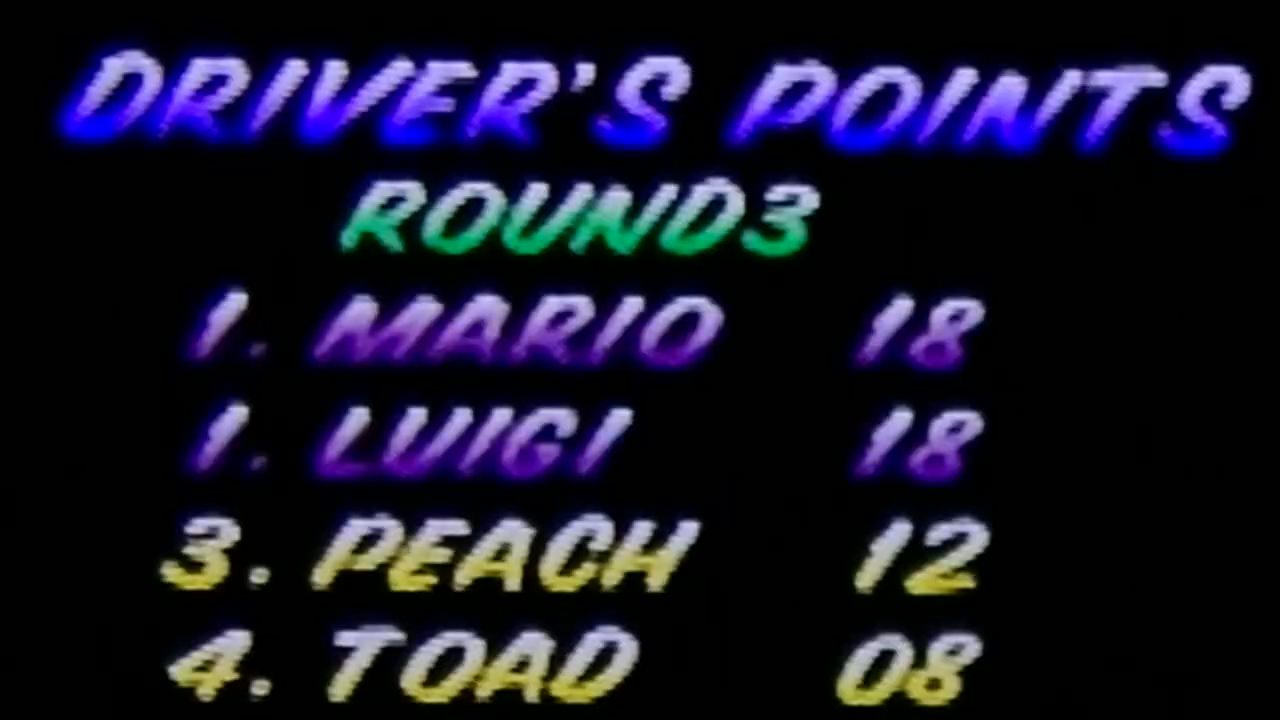 DRIVER'S POINTS
ROUND3
1. MARIO 18
1. LUIGI 18
3. PEACH 12
4. TOAD 08